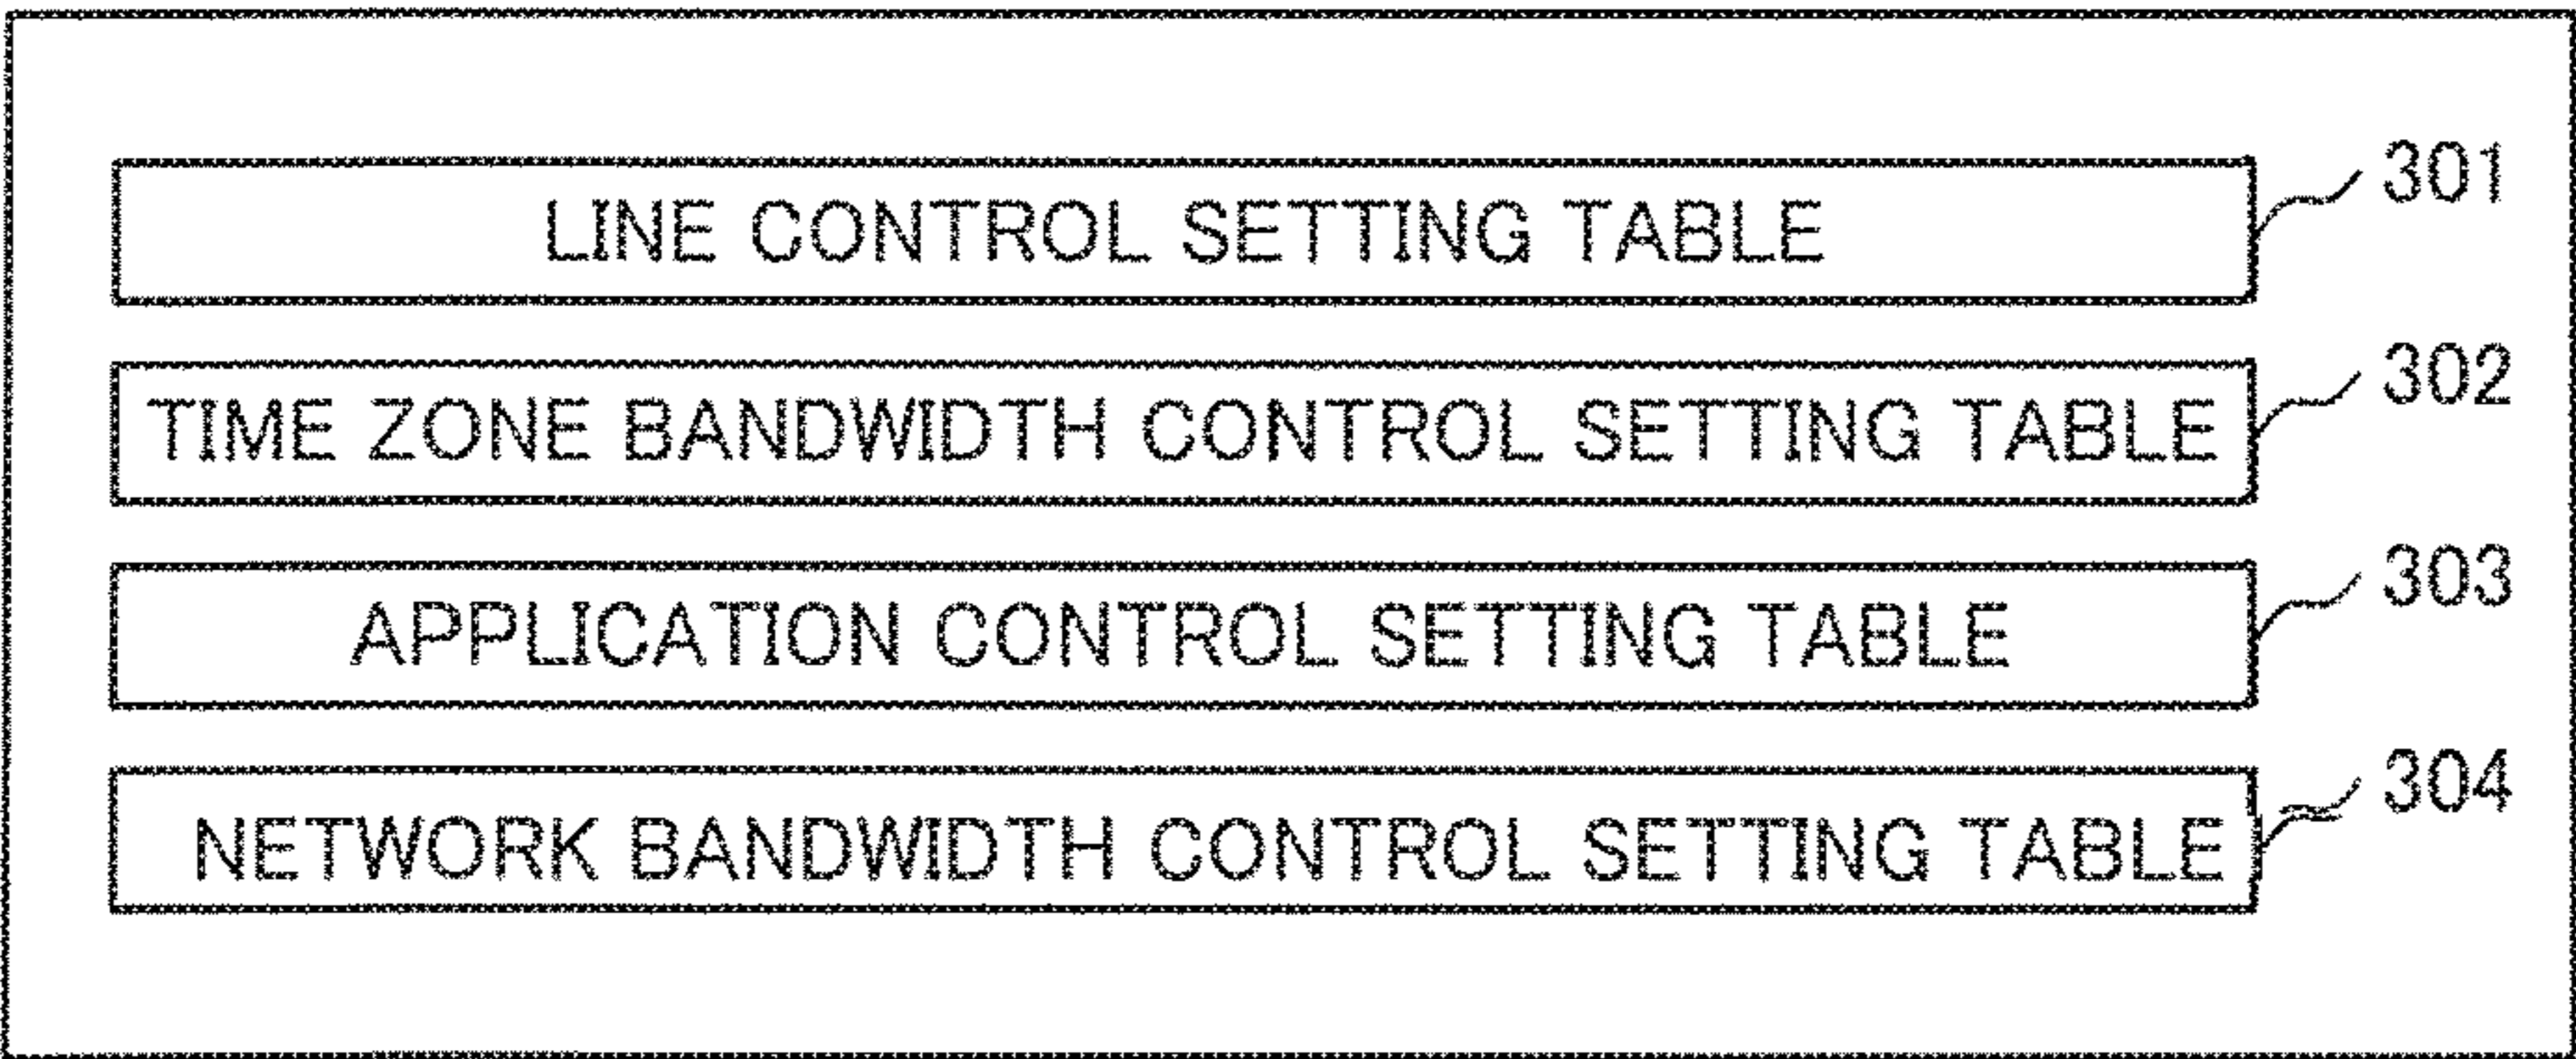 LINE CONTROL SETTING TABLE 301
TIME ZONE BANDWIDTH CONTROL SETTING TABLE 302
APPLICATION CONTROL SETTING TABLE 303
NETWORK BANDWIDTH CONTROL SETTING TABLE 304